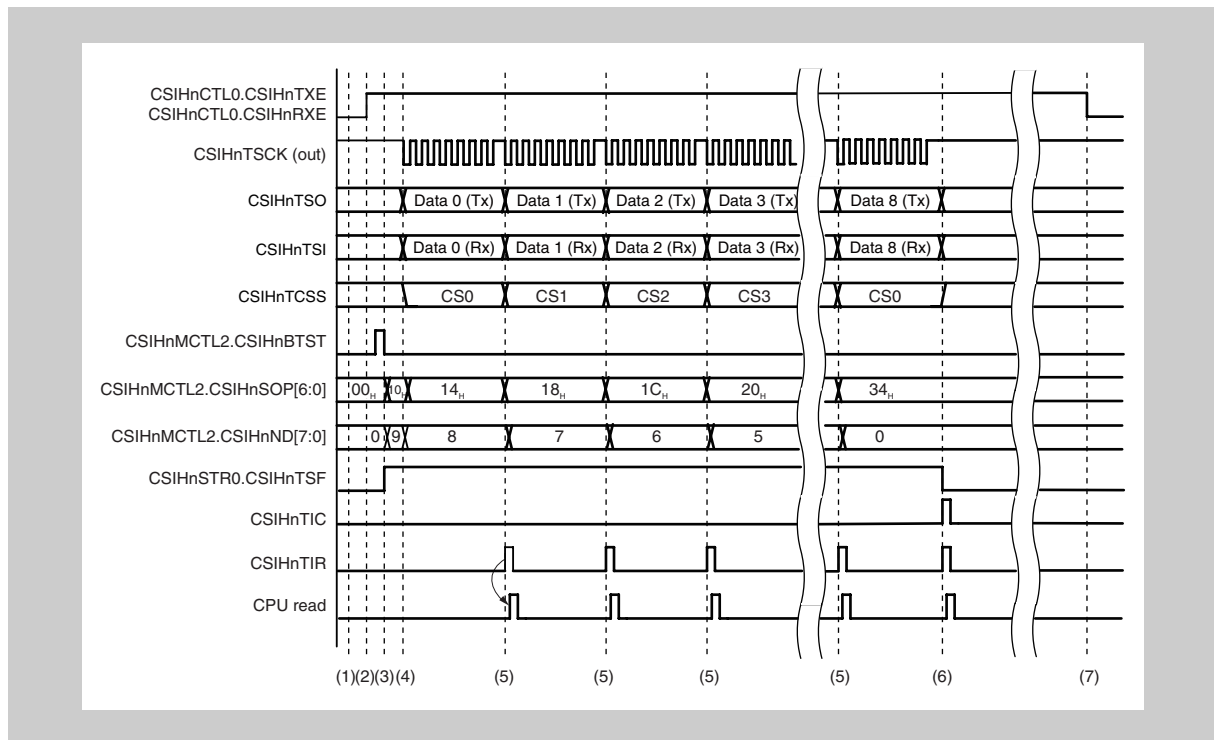 CSIHnCTL0.CSIHnTXE
CSIHnCTL0.CSIHnRXE
CSIHnTSCK (out)
CSIHnTSO Data 0 (Tx) Data 1 (Tx) Data 2 (Tx) Data 3 (Tx) Data 8 (Tx)
CSIHnTSI Data 0 (Rx) Data 1 (Rx) Data 2 (Rx) Data 3 (Rx) Data 8 (Rx)
CSIHnTCSS CS0 CS1 CS2 CS3 CS0
CSIHnMCTL2.CSIHnBTST
CSIHnMCTL2.CSIHnSOP[6:0] 00H 10H 14H 18H 1CH 20H 34H
CSIHnMCTL2.CSIHnND[7:0] 0 9 8 7 6 5 0
CSIHnSTR0.CSIHnTSF
CSIHnTIC
CSIHnTIR
CPU read
(1)(2)(3)(4) (5) (5) (5) (5) (6) (7)